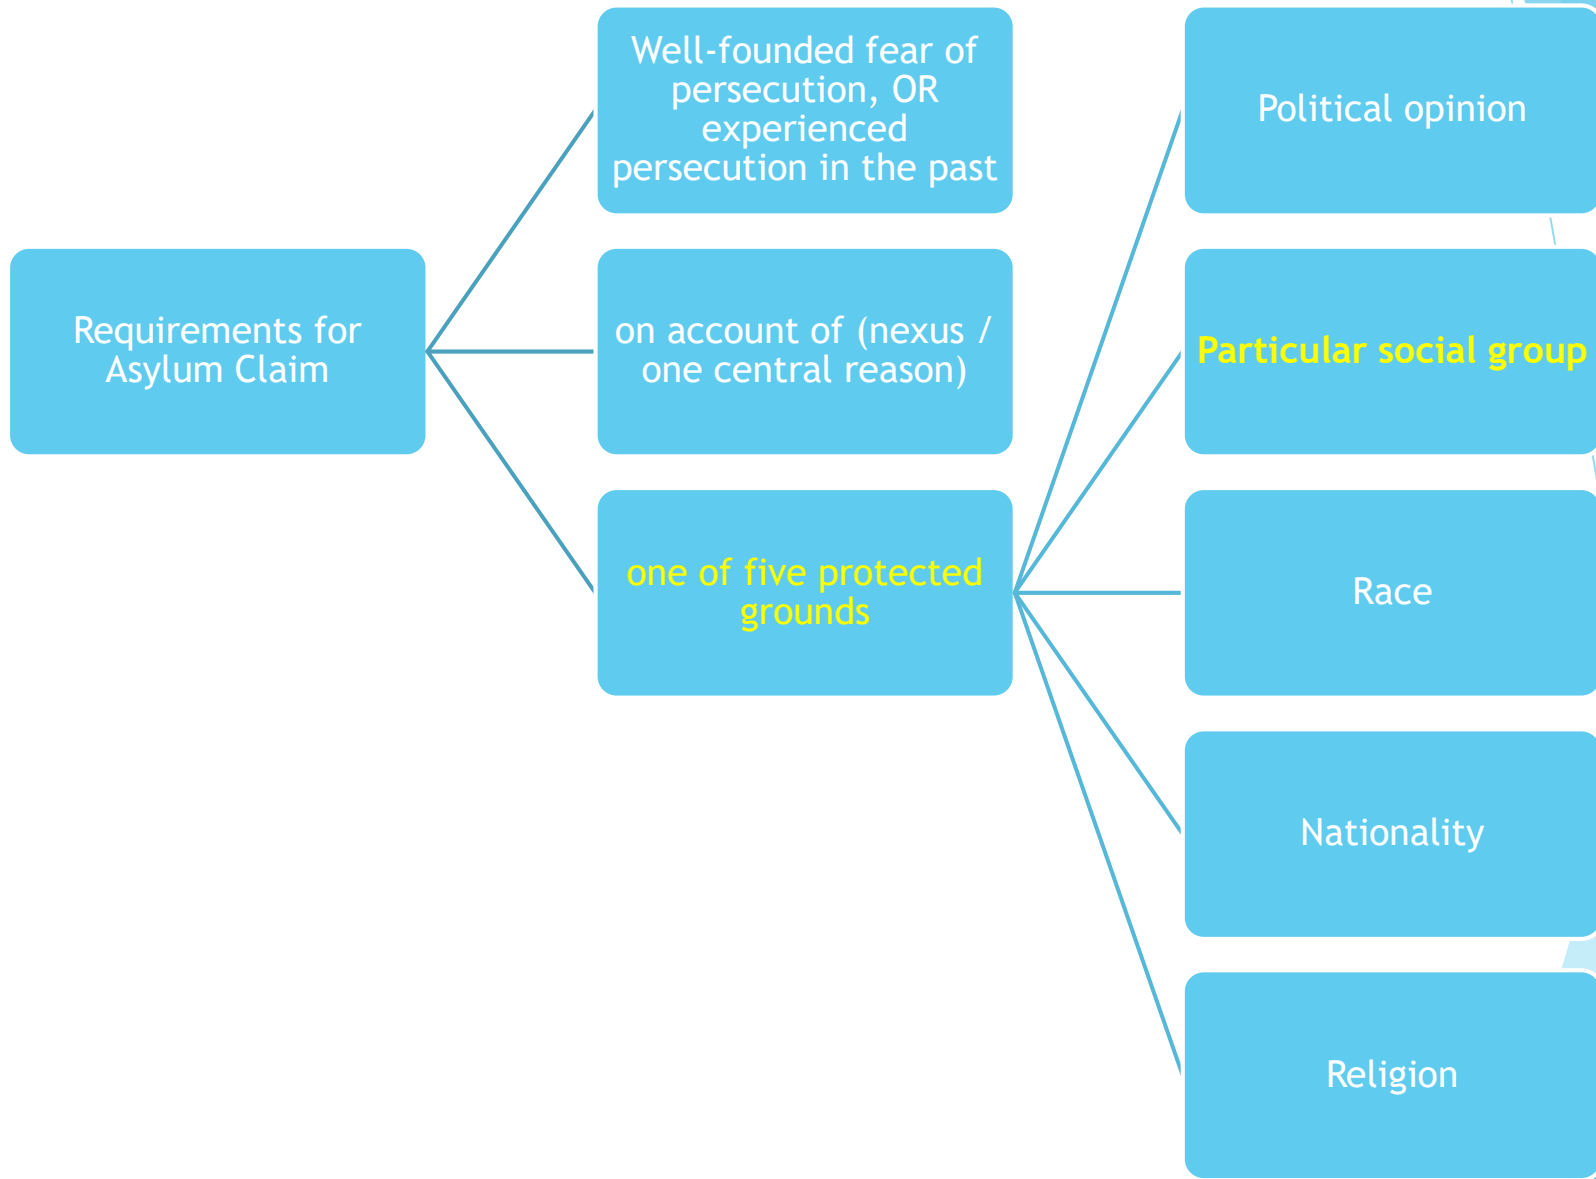 Requirements for
Asylum Claim
Well-founded fear of
persecution, OR
experienced
persecution in the past
on account of (nexus /
one central reason)
one of five protected
grounds
Political opinion
Particular social group
Race
Nationality
Religion